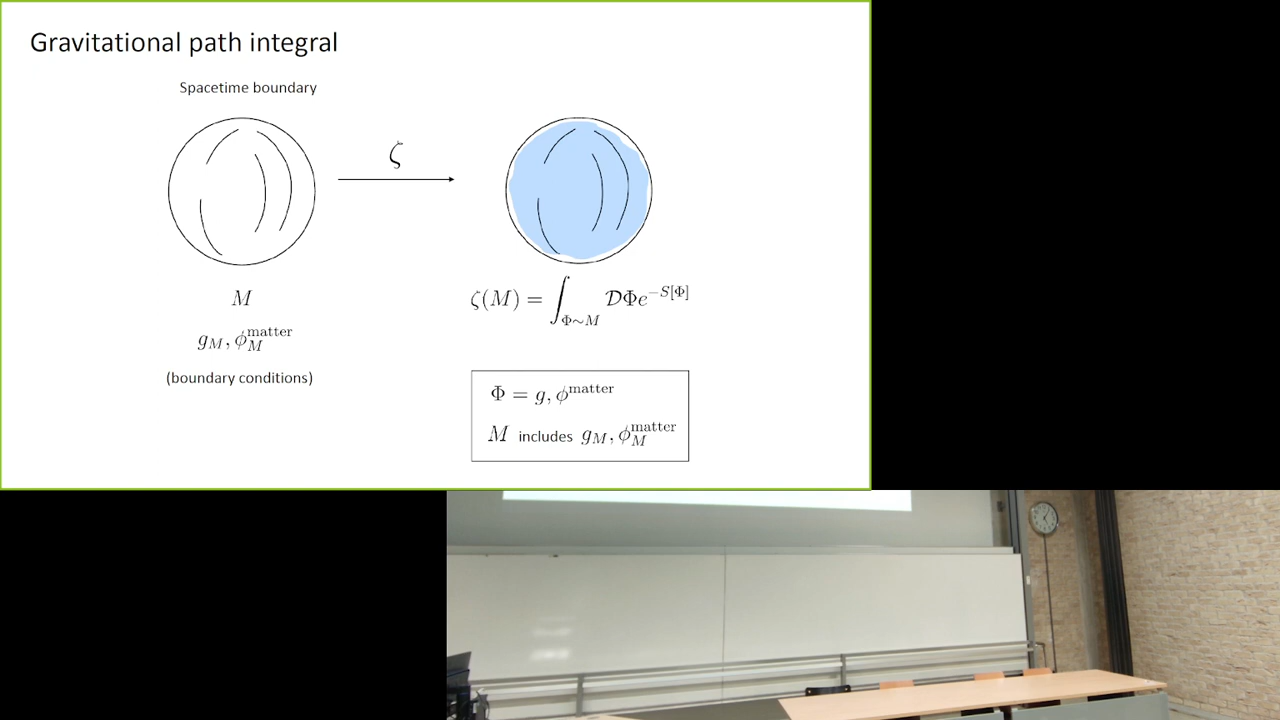 Gravitational path integral
Spacetime boundary
ζ
M
g_M, ϕ_M^matter
(boundary conditions)
ζ(M) = ∫_{Φ∼M} 𝒟Φe^{−S[Φ]}
Φ = g, ϕ^matter
M includes g_M, ϕ_M^matter